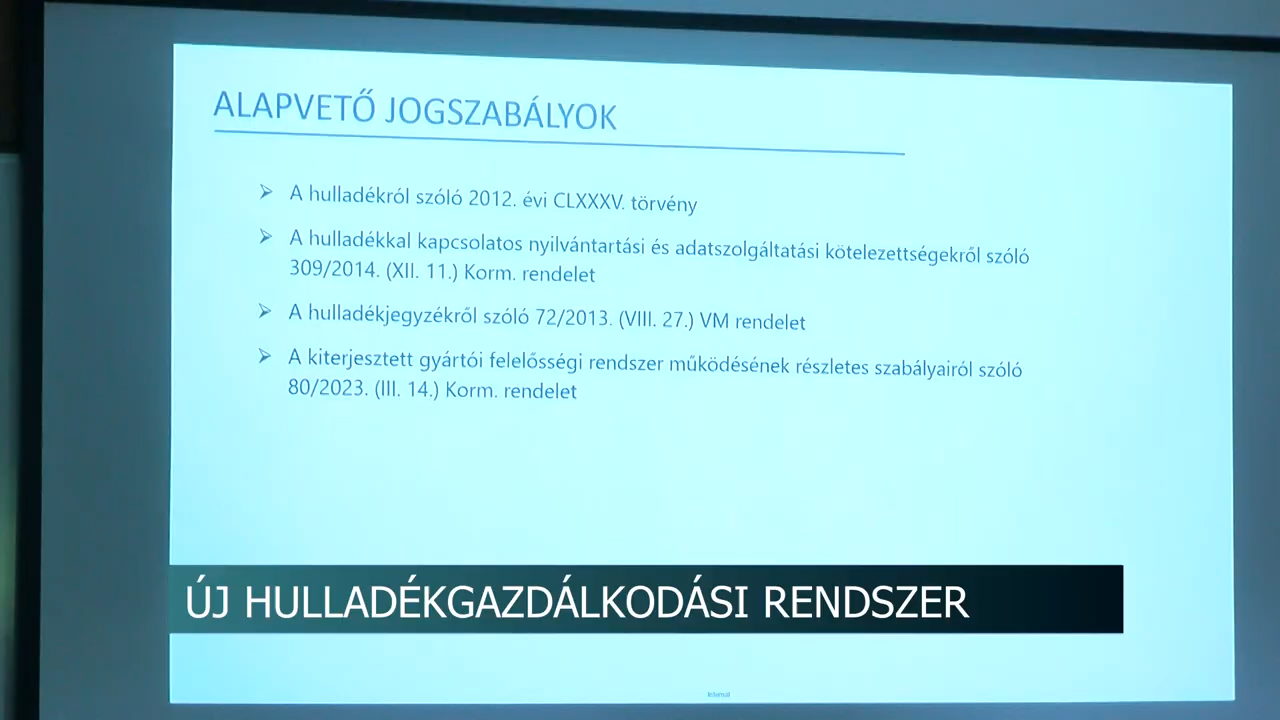 ALAPVETŐ JOGSZABÁLYOK
A hulladékról szóló 2012. évi CLXXXV. törvény
A hulladékkal kapcsolatos nyilvántartási és adatszolgáltatási kötelezettségekről szóló
309/2014. (XII. 11.) Korm. rendelet
A hulladékjegyzékről szóló 72/2013. (VIII. 27.) VM rendelet
A kiterjesztett gyártói felelősségi rendszer működésének részletes szabályairól szóló
80/2023. (III. 14.) Korm. rendelet
ÚJ HULLADÉKGAZDÁLKODÁSI RENDSZER
Internal